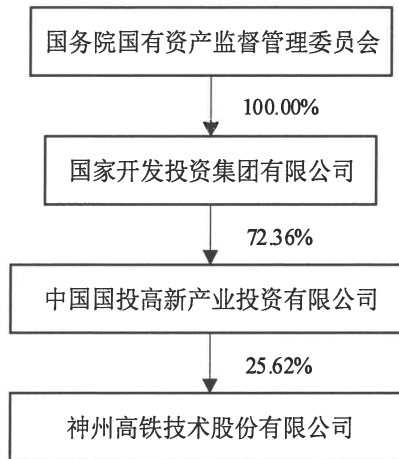 国务院国有资产监督管理委员会
100.00%
国家开发投资集团有限公司
72.36%
中国国投高新产业投资有限公司
25.62%
神州高铁技术股份有限公司